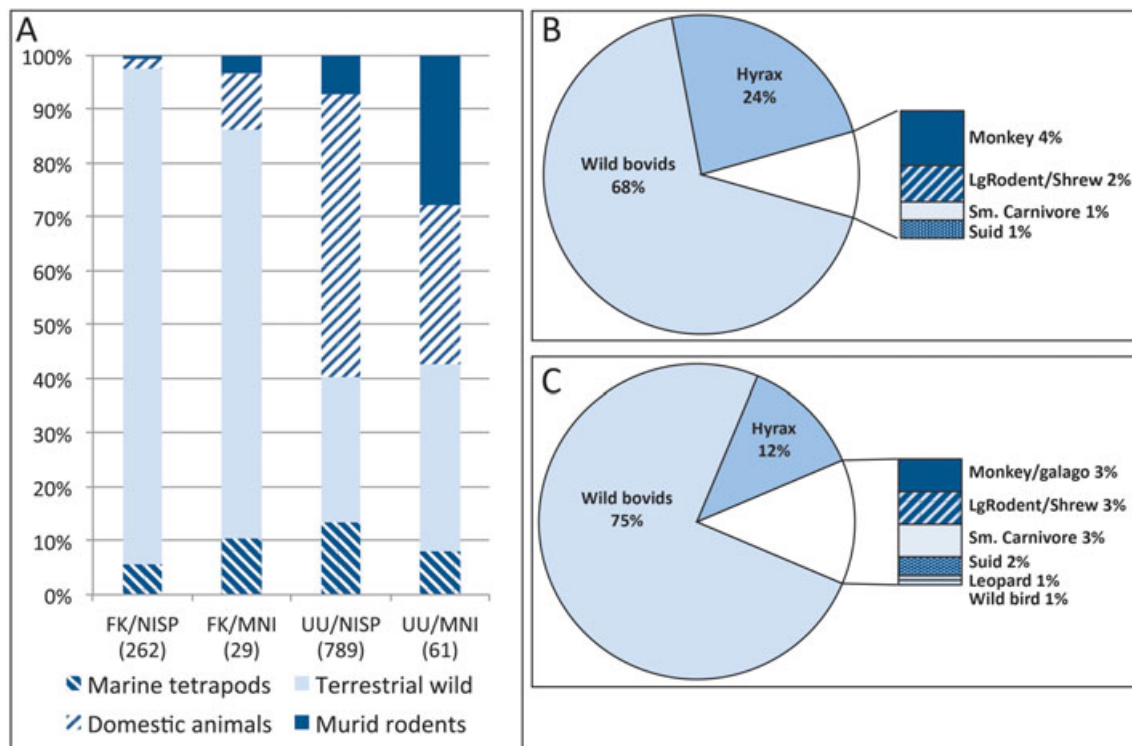 A
100%
90%
80%
70%
60%
50%
40%
30%
20%
10%
0%
FK/NISP
(262)
FK/MNI
(29)
UU/NISP
(789)
UU/MNI
(61)
Marine tetrapods
Terrestrial wild
Domestic animals
Murid rodents
B
Hyrax
24%
Wild bovids
68%
Monkey 4%
LgRodent/Shrew 2%
Sm. Carnivore 1%
Suid 1%
C
Hyrax
12%
Wild bovids
75%
Monkey/galago 3%
LgRodent/Shrew 3%
Sm. Carnivore 3%
Suid 2%
Leopard 1%
Wild bird 1%